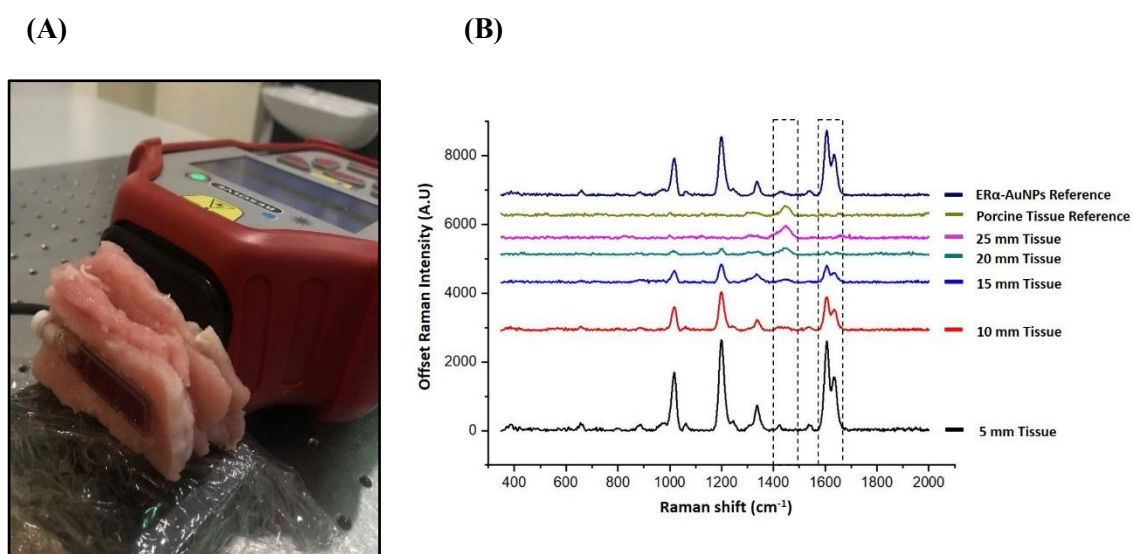 (A)
(B)
8000
6000
4000
2000
0
Offset Raman Intensity (A.U)
400 600 800 1000 1200 1400 1600 1800 2000
Raman shift (cm⁻¹)
ERα-AuNPs Reference
Porcine Tissue Reference
25 mm Tissue
20 mm Tissue
15 mm Tissue
10 mm Tissue
5 mm Tissue